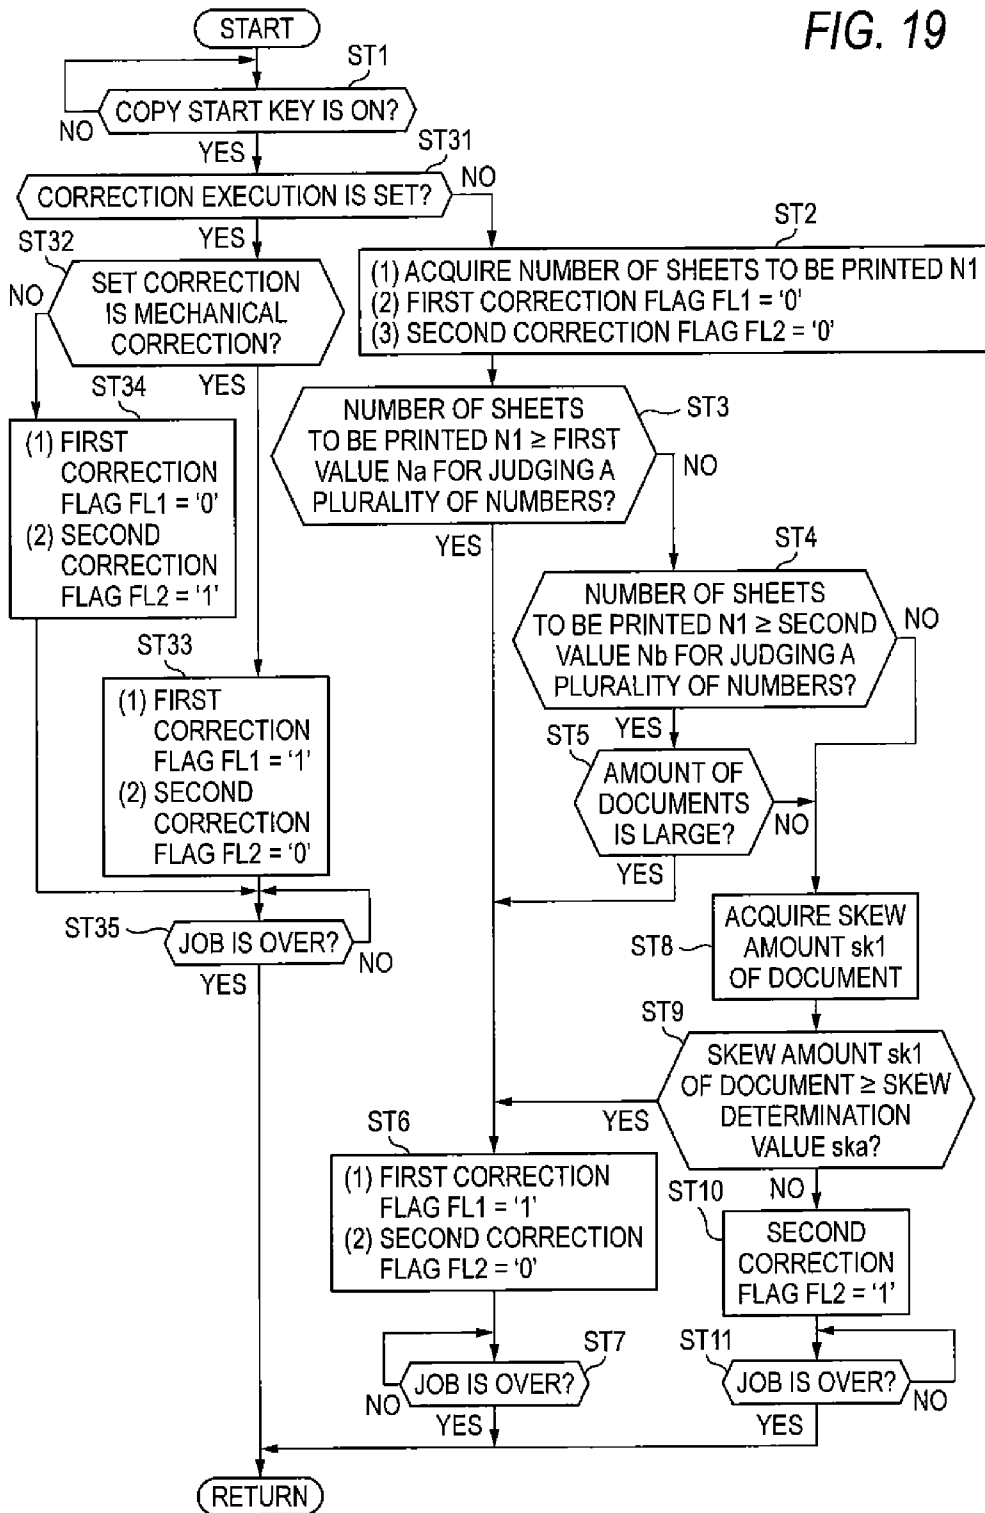 FIG. 19
START
ST1
COPY START KEY IS ON?
NO
YES
ST31
CORRECTION EXECUTION IS SET?
NO
YES
ST32
SET CORRECTION
IS MECHANICAL
CORRECTION?
NO
YES
ST2
(1) ACQUIRE NUMBER OF SHEETS TO BE PRINTED N1
(2) FIRST CORRECTION FLAG FL1 = ‘0’
(3) SECOND CORRECTION FLAG FL2 = ‘0’
ST34
(1) FIRST
CORRECTION
FLAG FL1 = ‘0’
(2) SECOND
CORRECTION
FLAG FL2 = ‘1’
ST3
NUMBER OF SHEETS
TO BE PRINTED N1 ≥ FIRST
VALUE Na FOR JUDGING A
PLURALITY OF NUMBERS?
NO
YES
ST4
NUMBER OF SHEETS
TO BE PRINTED N1 ≥ SECOND
VALUE Nb FOR JUDGING A
PLURALITY OF NUMBERS?
NO
YES
ST33
(1) FIRST
CORRECTION
FLAG FL1 = ‘1’
(2) SECOND
CORRECTION
FLAG FL2 = ‘0’
ST5
AMOUNT OF
DOCUMENTS
IS LARGE?
NO
YES
ST35
JOB IS OVER?
NO
YES
ST8
ACQUIRE SKEW
AMOUNT sk1
OF DOCUMENT
ST9
SKEW AMOUNT sk1
OF DOCUMENT ≥ SKEW
DETERMINATION
VALUE ska?
YES
NO
ST6
(1) FIRST CORRECTION
FLAG FL1 = ‘1’
(2) SECOND CORRECTION
FLAG FL2 = ‘0’
ST10
SECOND
CORRECTION
FLAG FL2 = ‘1’
ST7
JOB IS OVER?
NO
YES
ST11
JOB IS OVER?
NO
YES
RETURN